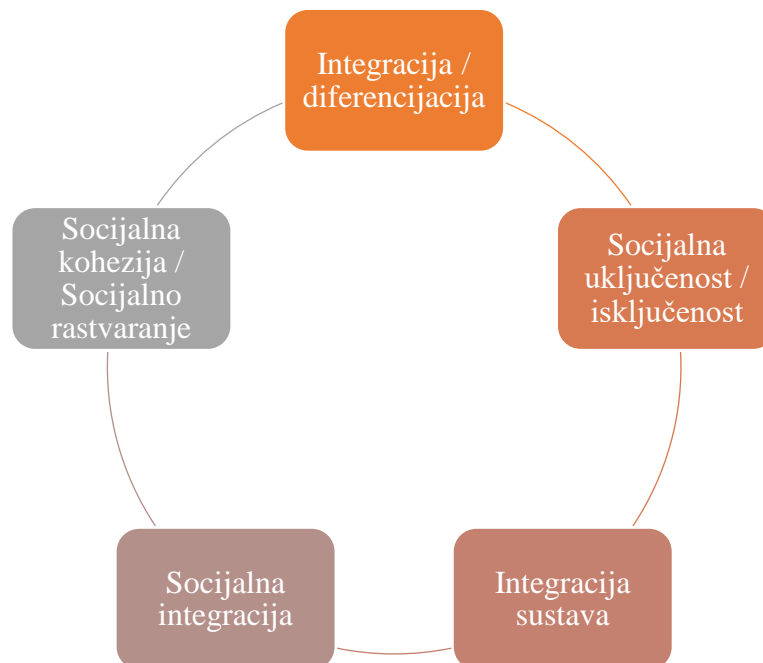 Integracija /
diferencijacija
Socijalna
uključenost /
isključenost
Integracija
sustava
Socijalna
integracija
Socijalna
kohezija /
Socijalno
rastvaranje